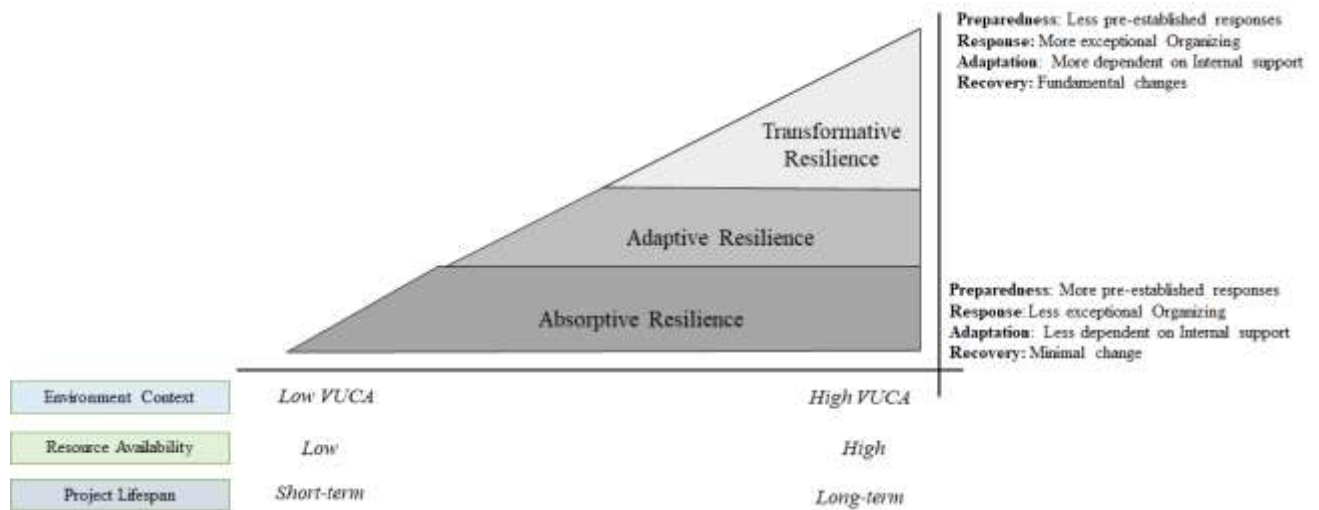 Preparedness: Less pre-established responses
Response: More exceptional Organizing
Adaptation: More dependent on Internal support
Recovery: Fundamental changes
Transformative
Resilience
Adaptive Resilience
Absorptive Resilience
Preparedness: More pre-established responses
Response: Less exceptional Organizing
Adaptation: Less dependent on Internal support
Recovery: Minimal change
Environment Context
Low VUCA
High VUCA
Resource Availability
Low
High
Project Lifespan
Short-term
Long-term